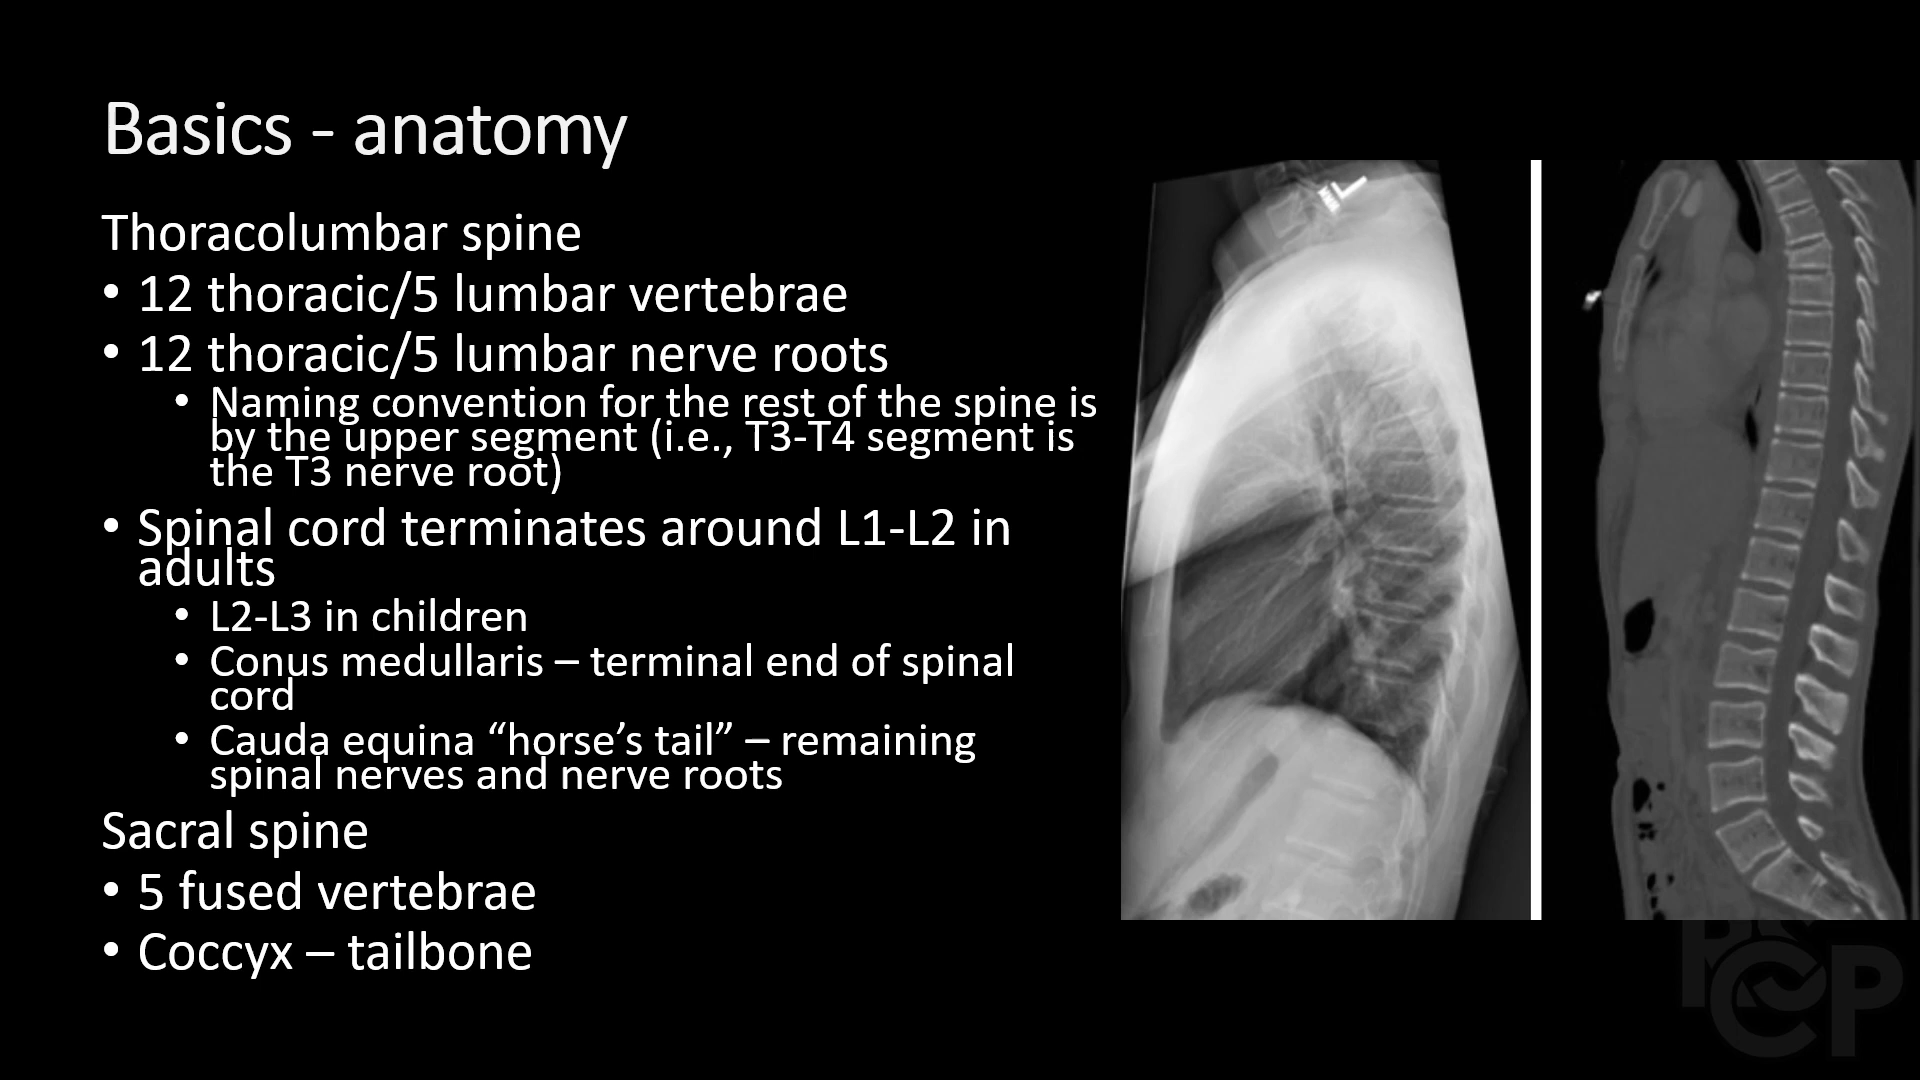 Basics - anatomy
Thoracolumbar spine
• 12 thoracic/5 lumbar vertebrae
• 12 thoracic/5 lumbar nerve roots
• Naming convention for the rest of the spine is
by the upper segment (i.e., T3-T4 segment is
the T3 nerve root)
• Spinal cord terminates around L1-L2 in
adults
• L2-L3 in children
• Conus medullaris – terminal end of spinal
cord
• Cauda equina “horse’s tail” – remaining
spinal nerves and nerve roots
Sacral spine
• 5 fused vertebrae
• Coccyx – tailbone
L